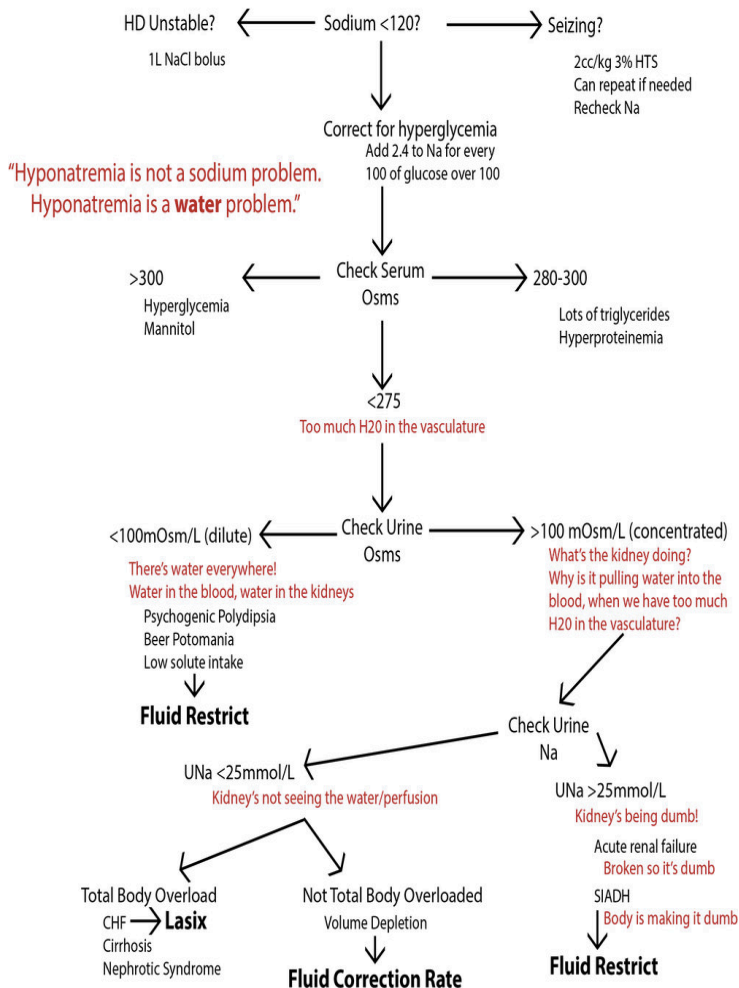 HD Unstable?
Sodium <120?
Seizing?
1L NaCl bolus
2cc/kg 3% HTS
Can repeat if needed
Recheck Na
Correct for hyperglycemia
Add 2.4 to Na for every
100 of glucose over 100
“Hyponatremia is not a sodium problem.
Hyponatremia is a water problem.”
Check Serum
Osms
>300
Hyperglycemia
Mannitol
280-300
Lots of triglycerides
Hyperproteinemia
<275
Too much H20 in the vasculature
Check Urine
Osms
<100mOsm/L (dilute)
There’s water everywhere!
Water in the blood, water in the kidneys
Psychogenic Polydipsia
Beer Potomania
Low solute intake
Fluid Restrict
>100 mOsm/L (concentrated)
What’s the kidney doing?
Why is it pulling water into the
blood, when we have too much
H20 in the vasculature?
Check Urine
Na
UNa <25mmol/L
Kidney’s not seeing the water/perfusion
UNa >25mmol/L
Kidney’s being dumb!
Acute renal failure
Broken so it’s dumb
SIADH
Body is making it dumb
Fluid Restrict
Total Body Overload
CHF
Lasix
Cirrhosis
Nephrotic Syndrome
Not Total Body Overloaded
Volume Depletion
Fluid Correction Rate